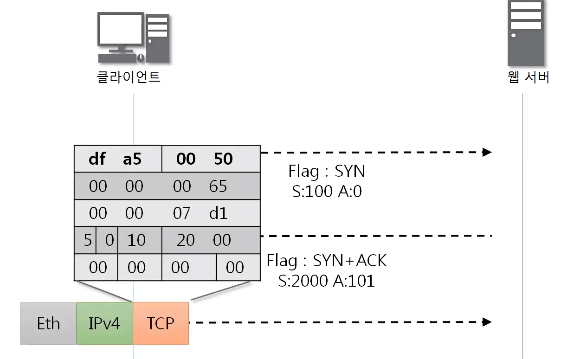 클라이언트
웹 서버
df a5 00 50
00 00 00 65
00 00 07 d1
5 0 10 20 00
00 00 00 00
Flag : SYN
S:100 A:0
Flag : SYN+ACK
S:2000 A:101
Eth IPv4 TCP